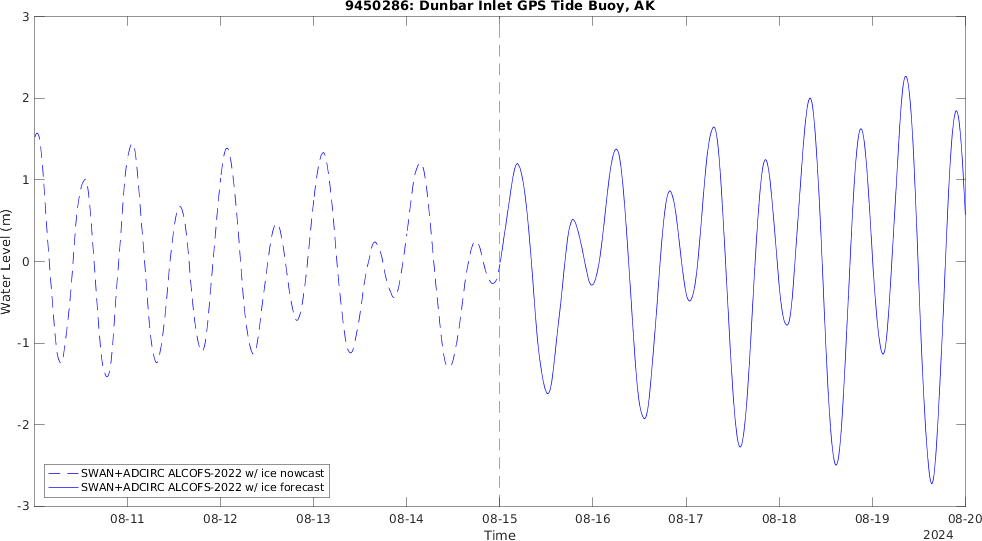 9450286: Dunbar Inlet GPS Tide Buoy, AK
3
2
1
0
-1
-2
-3
Water Level (m)
SWAN+ADCIRC ALCOFS-2022 w/ ice nowcast
SWAN+ADCIRC ALCOFS-2022 w/ ice forecast
08-11 08-12 08-13 08-14 08-15 08-16 08-17 08-18 08-19 08-20
Time
2024